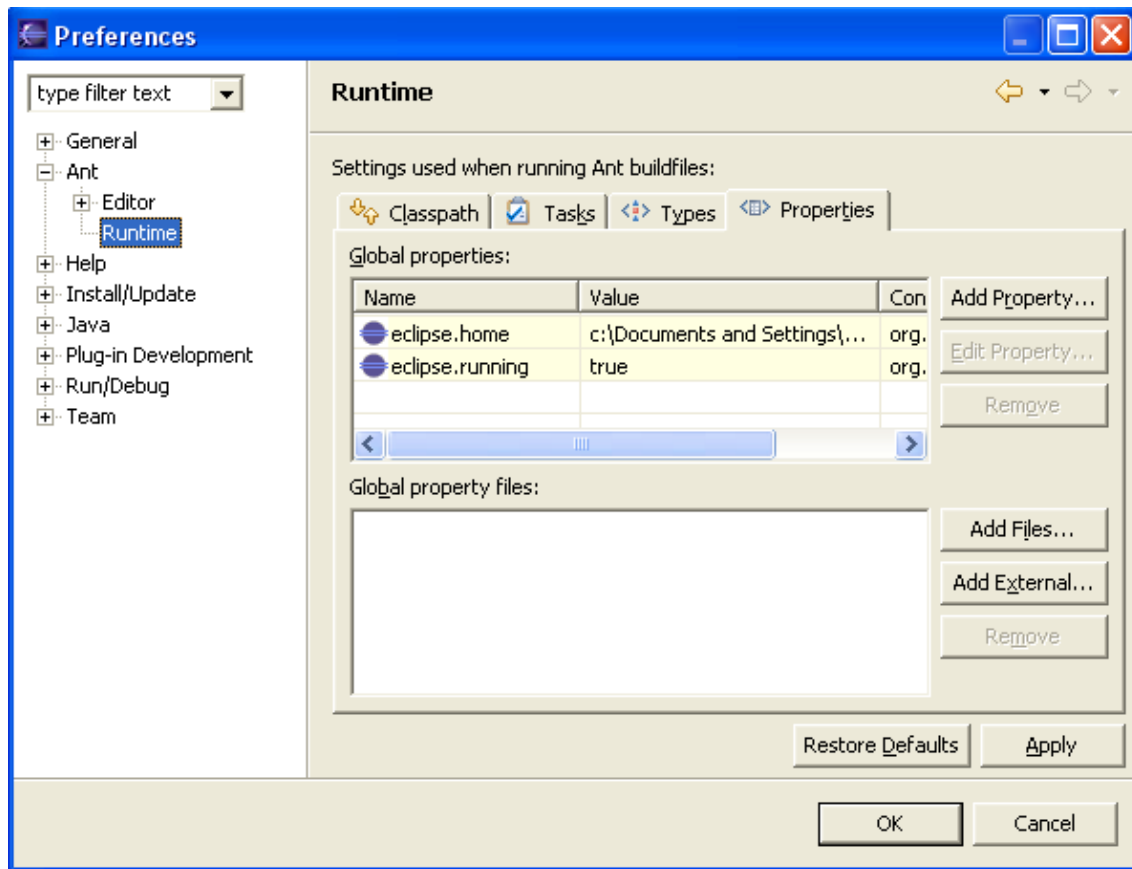 Preferences
type filter text
General
Ant
Editor
Runtime
Help
Install/Update
Java
Plug-in Development
Run/Debug
Team
Runtime
Settings used when running Ant buildfiles:
Classpath Tasks Types Properties
Global properties:
Name Value Con
eclipse.home c:\Documents and Settings\... org.
eclipse.running true org.
Add Property...
Edit Property...
Remove
Global property files:
Add Files...
Add External...
Remove
Restore Defaults Apply
OK Cancel